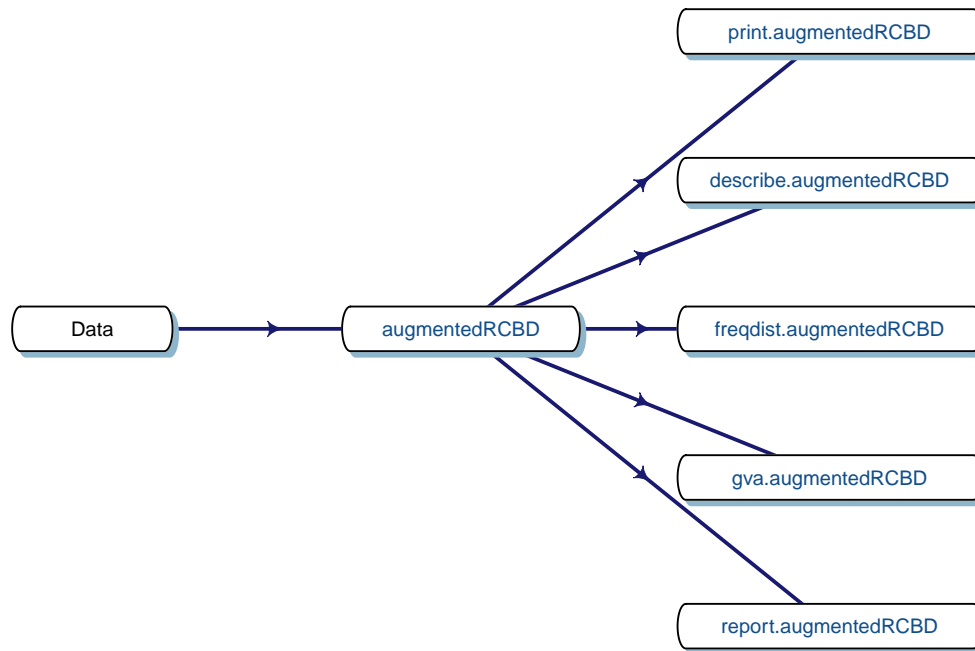 print.augmentedRCBD
describe.augmentedRCBD
Data
augmentedRCBD
freqdist.augmentedRCBD
gva.augmentedRCBD
report.augmentedRCBD